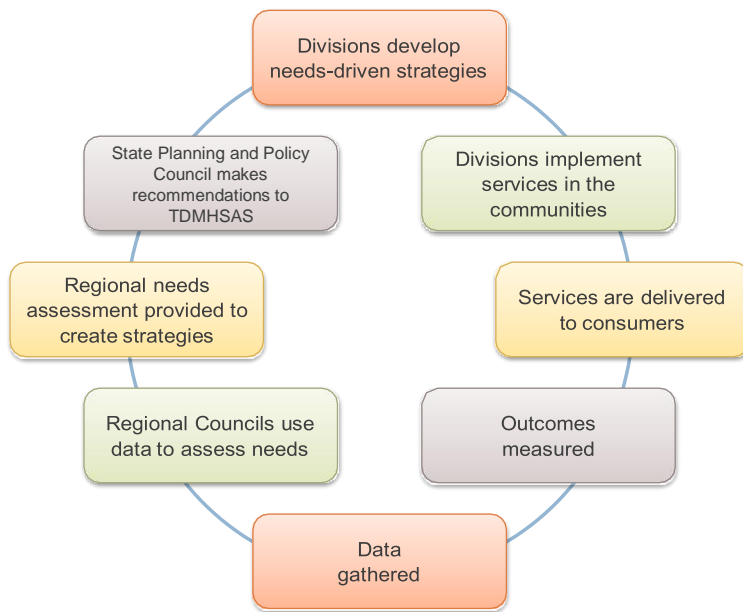 Divisions develop
needs-driven strategies
Divisions implement
services in the
communities
Services are delivered
to consumers
Outcomes
measured
Data
gathered
Regional Councils use
data to assess needs
Regional needs
assessment provided to
create strategies
State Planning and Policy
Council makes
recommendations to
TDMHSAS